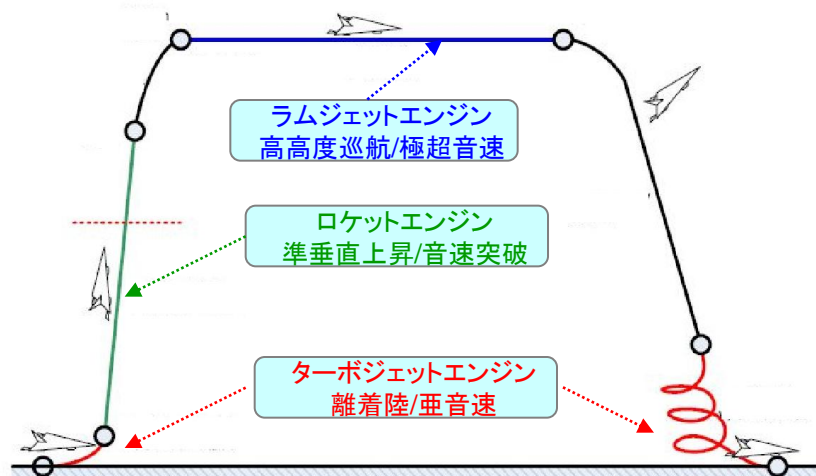 ラムジェットエンジン
高高度巡航/極超音速
ロケットエンジン
準垂直上昇/音速突破
ターボジェットエンジン
離着陸/亜音速